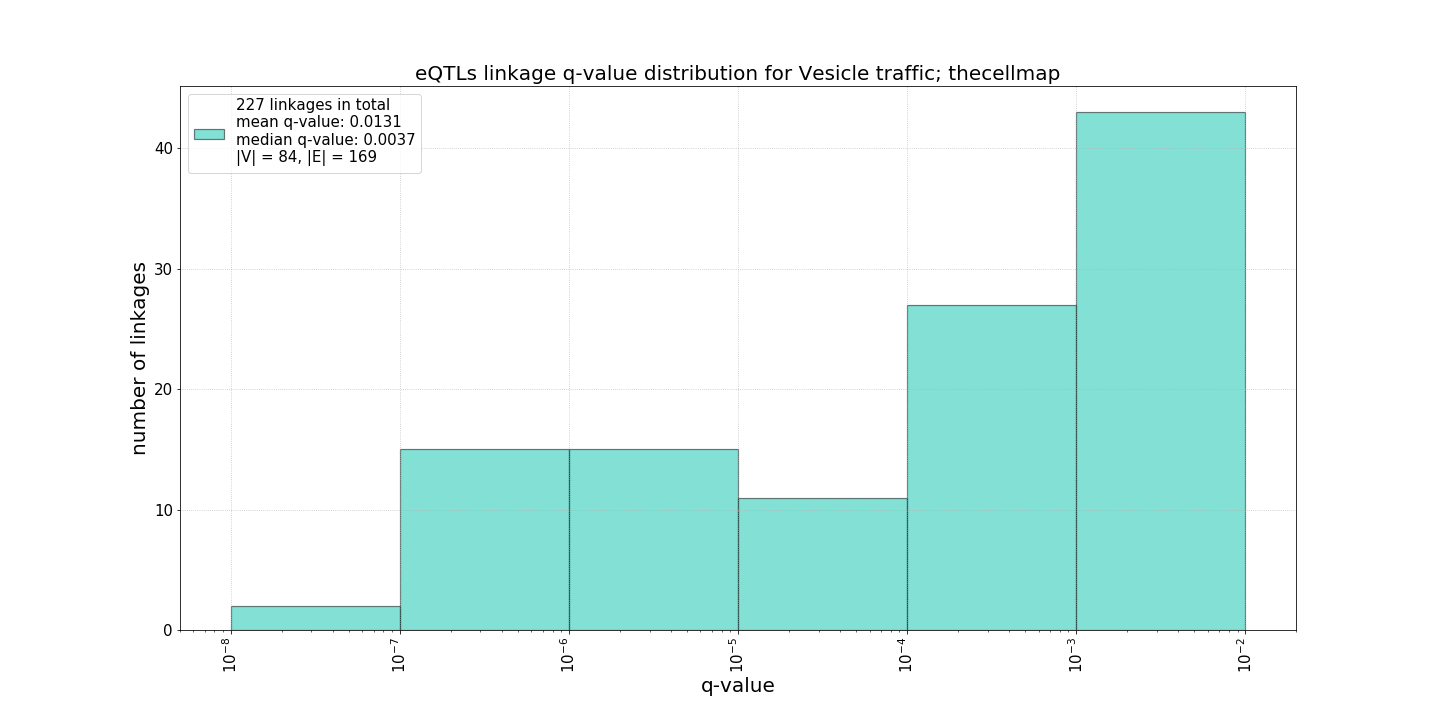 eQTLs linkage q-value distribution for Vesicle traffic; thecellmap
227 linkages in total
mean q-value: 0.0131
median q-value: 0.0037
|V| = 84, |E| = 169
number of linkages
40
30
20
10
0
10⁻⁸ 10⁻⁷ 10⁻⁶ 10⁻⁵ 10⁻⁴ 10⁻³ 10⁻²
q-value